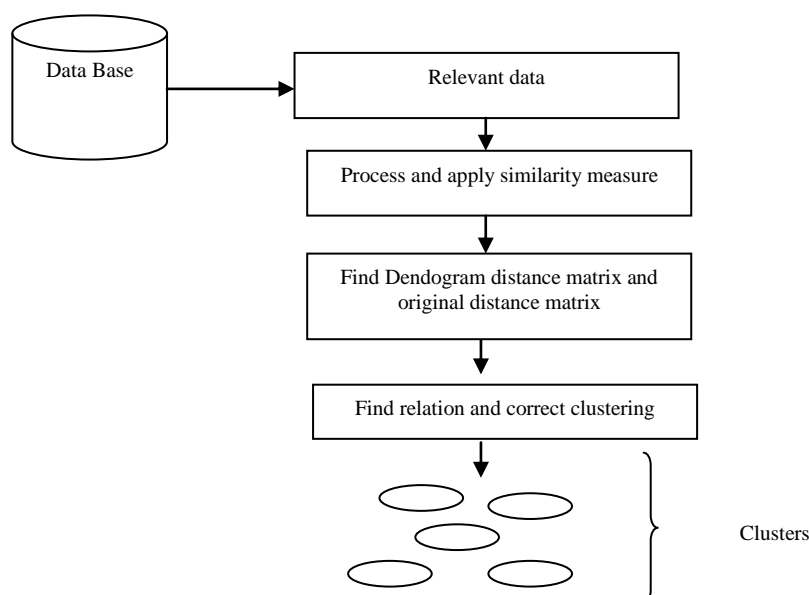 Data Base
Relevant data
Process and apply similarity measure
Find Dendogram distance matrix and
original distance matrix
Find relation and correct clustering
Clusters